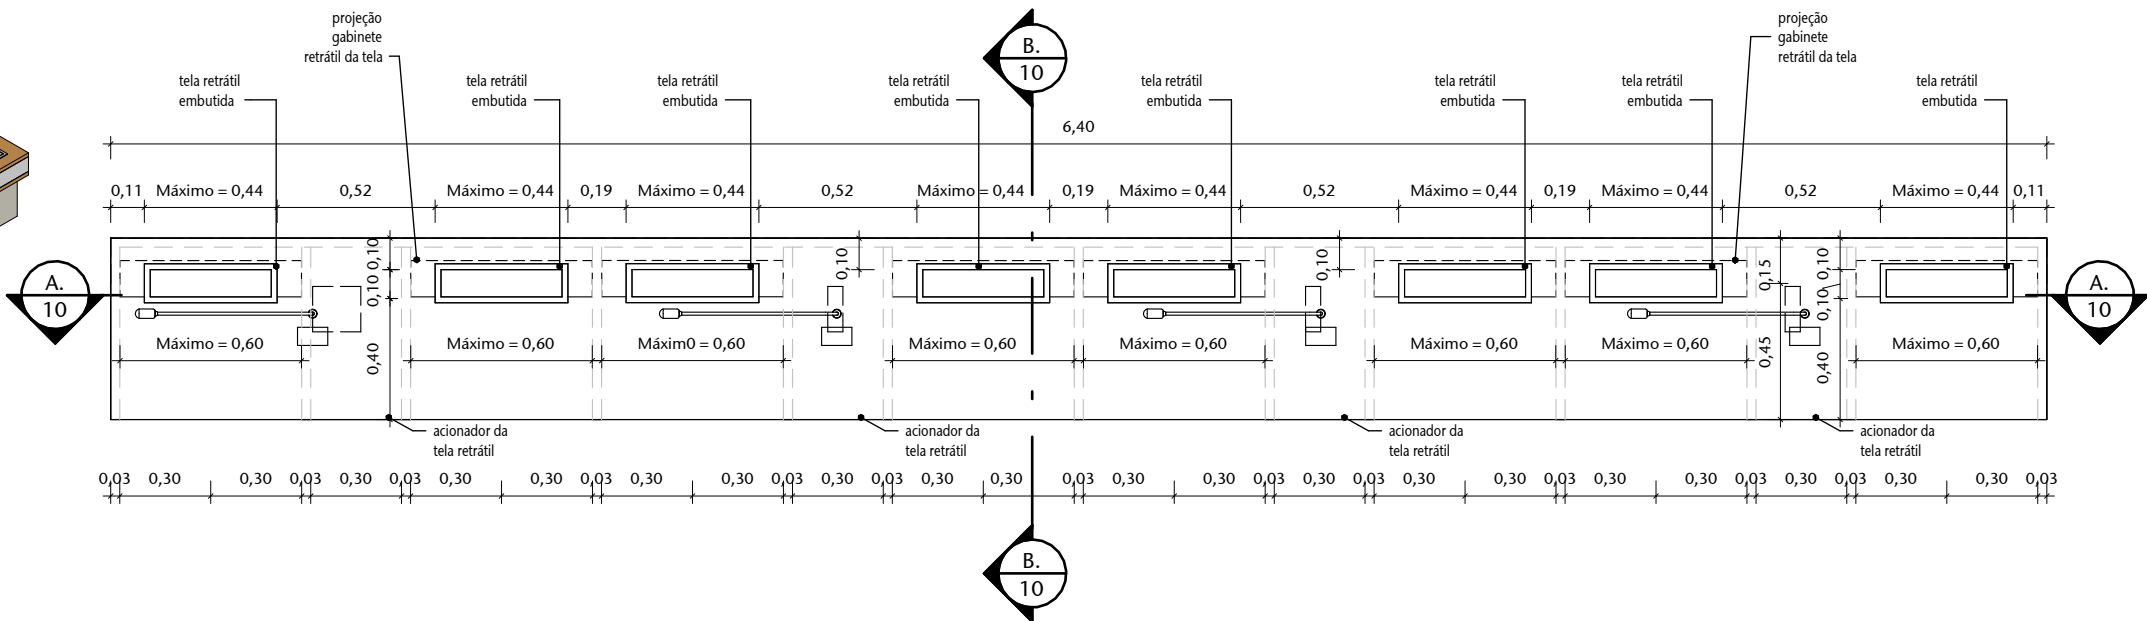 projeção
gabinete
retrátil da tela
B.
10
projeção
gabinete
retrátil da tela
tela retrátil
embutida
tela retrátil
embutida
tela retrátil
embutida
tela retrátil
embutida
tela retrátil
embutida
tela retrátil
embutida
tela retrátil
embutida
tela retrátil
embutida
6,40
0,11 Máximo = 0,44 0,52 Máximo = 0,44 0,19 Máximo = 0,44 0,52 Máximo = 0,44 0,19 Máximo = 0,44 0,52 Máximo = 0,44 0,19 Máximo = 0,44 0,52 Máximo = 0,44 0,11
0,10
0,10
0,40
0,10
0,10
0,15
0,45
0,10
0,10
0,40
A.
10
A.
10
Máximo = 0,60 Máximo = 0,60 Máxim0 = 0,60 Máximo = 0,60 Máximo = 0,60 Máximo = 0,60 Máximo = 0,60 Máximo = 0,60
acionador da
tela retrátil
acionador da
tela retrátil
acionador da
tela retrátil
acionador da
tela retrátil
0,03 0,30 0,30 0,03 0,30 0,03 0,30 0,30 0,03 0,30 0,30 0,03 0,30 0,03 0,30 0,30 0,03 0,30 0,30 0,03 0,30 0,03 0,30 0,30 0,03 0,30 0,30 0,03 0,30 0,03 0,30 0,30 0,03
B.
10